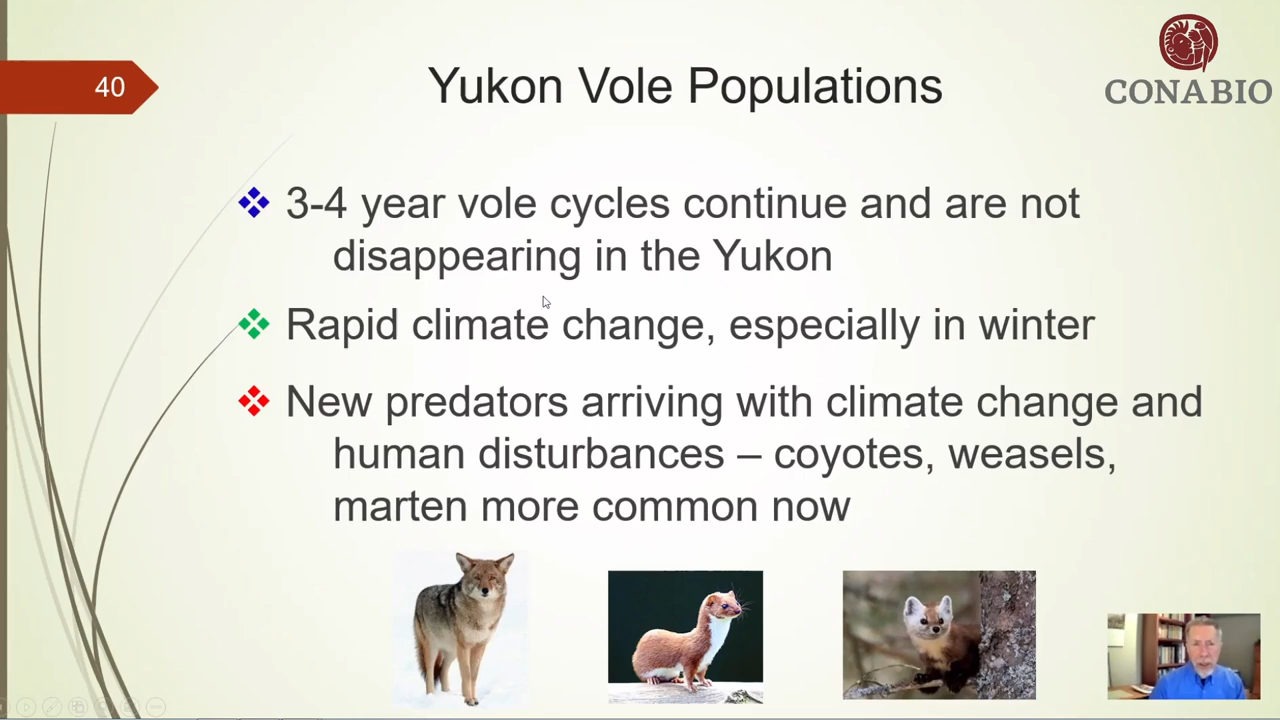 40
Yukon Vole Populations
CONABIO
3-4 year vole cycles continue and are not
disappearing in the Yukon
Rapid climate change, especially in winter
New predators arriving with climate change and
human disturbances – coyotes, weasels,
marten more common now